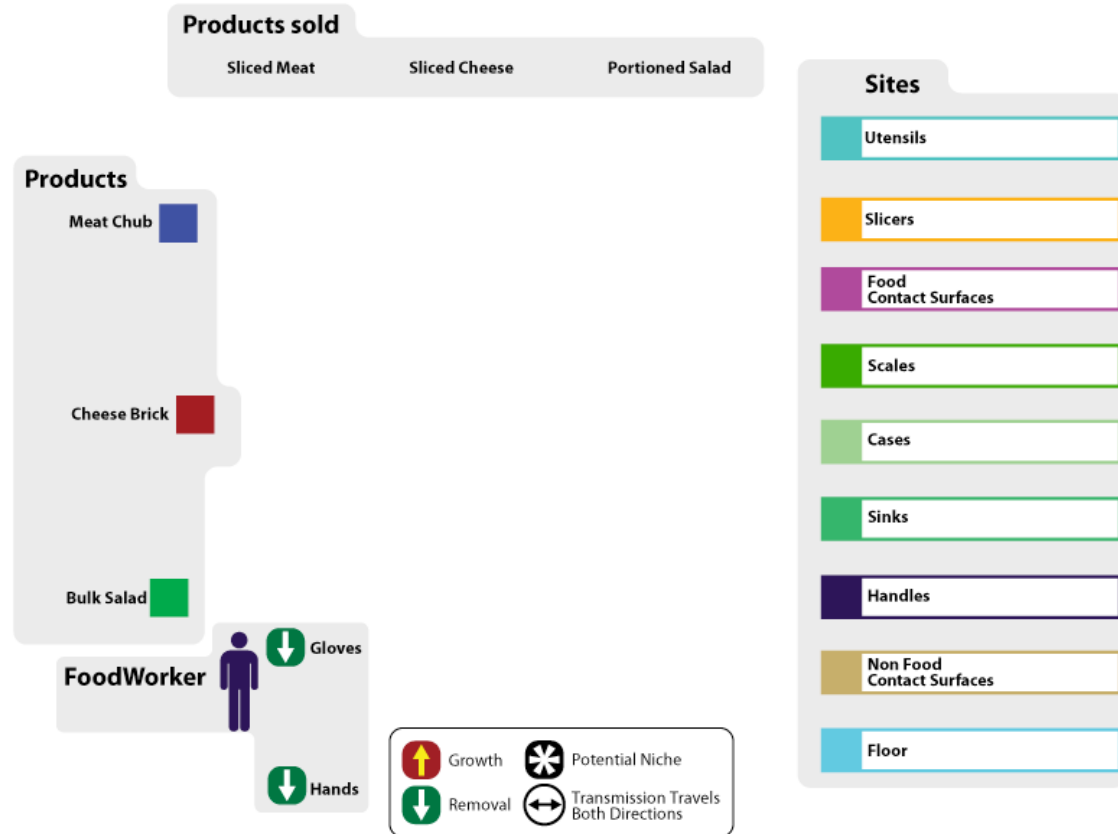 Products sold
Sliced Meat
Sliced Cheese
Portioned Salad
Sites
Utensils
Slicers
Food
Contact Surfaces
Scales
Cases
Sinks
Handles
Non Food
Contact Surfaces
Floor
Products
Meat Chub
Cheese Brick
Bulk Salad
FoodWorker
Gloves
Hands
Growth
Removal
Potential Niche
Transmission Travels
Both Directions